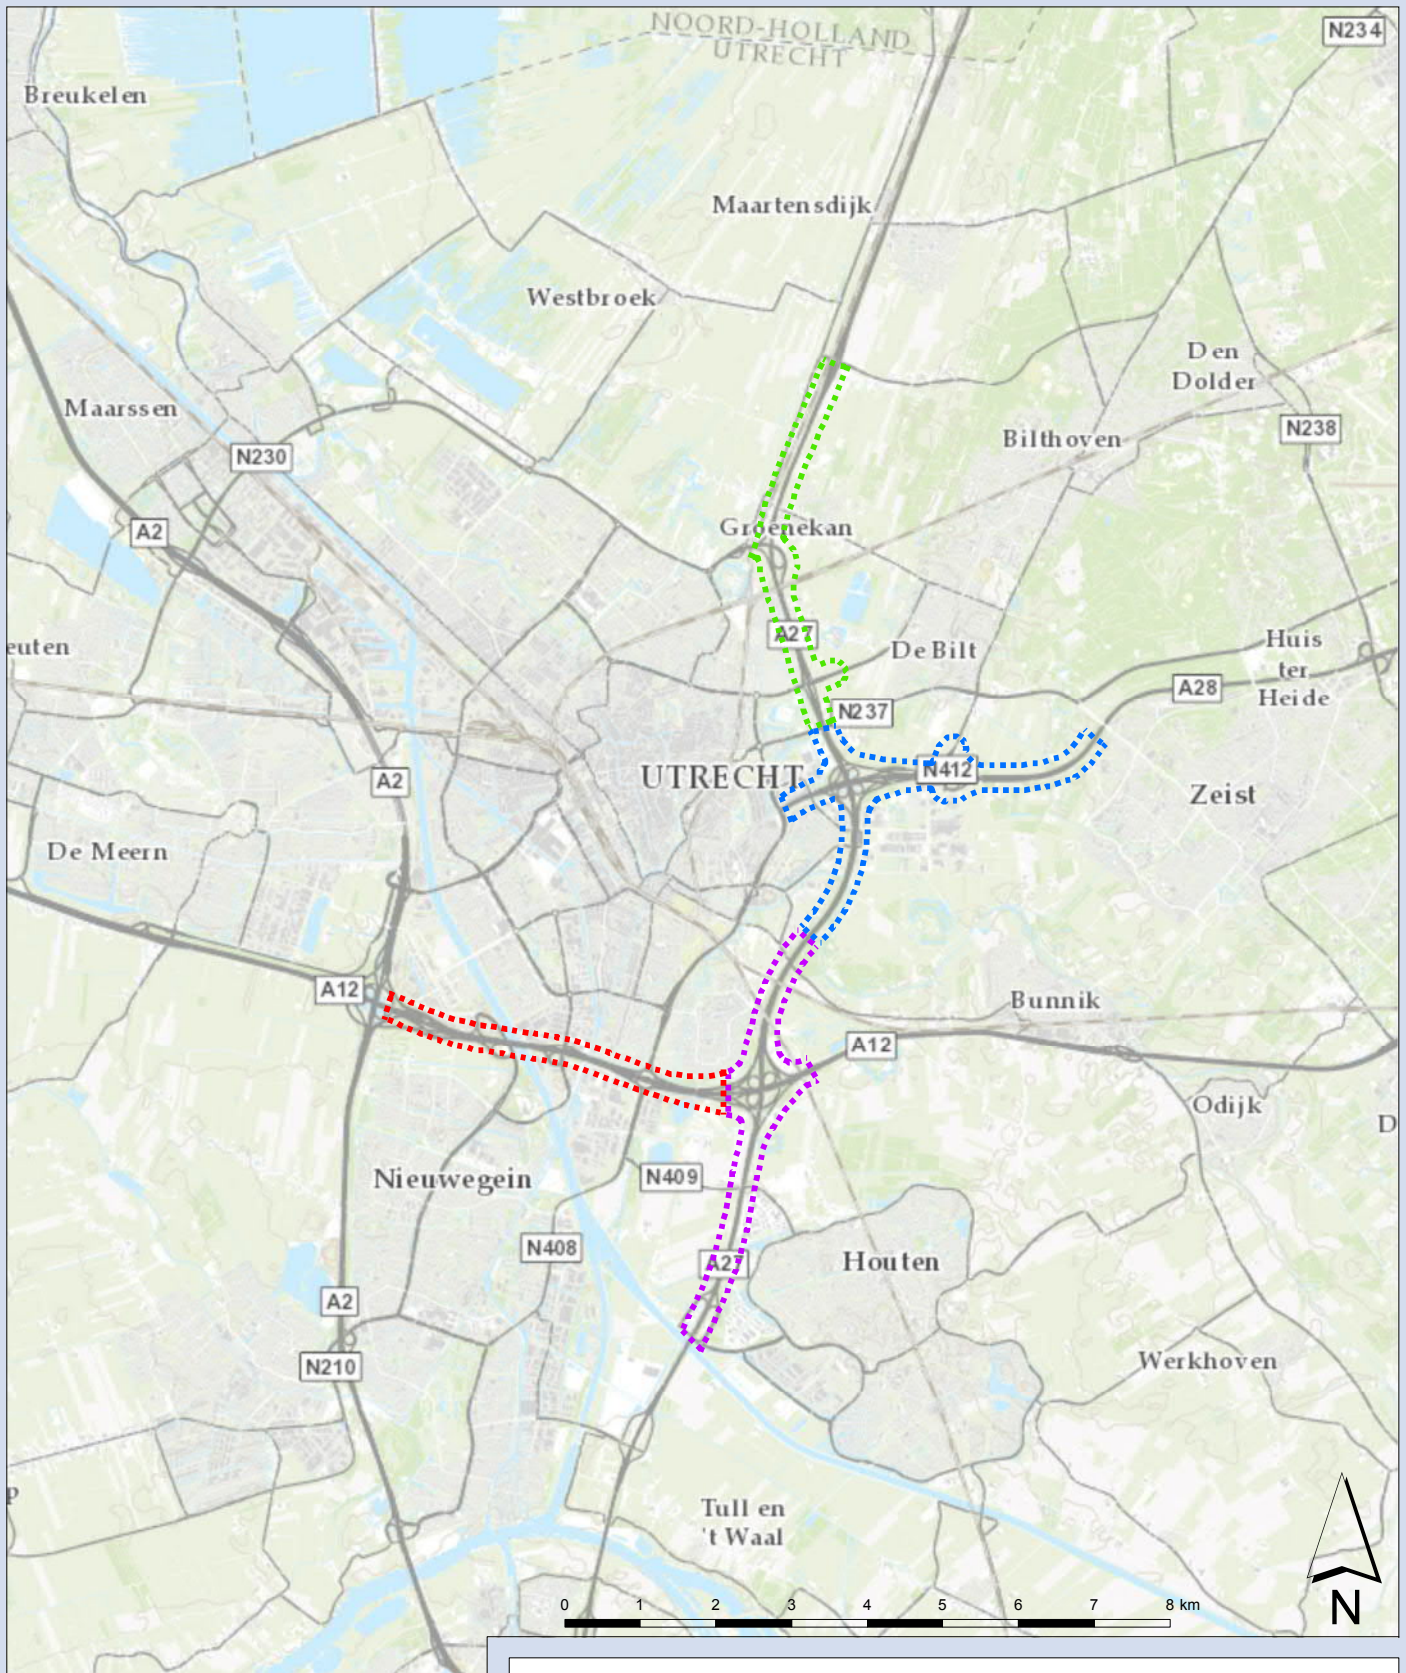 NOORD-HOLLAND
UTRECHT
N234
Breukelen
Maartensdijk
Westbroek
Den
Dolder
Maarssen
N238
Bilthoven
N230
A2
Groenekan
A27
De Bilt
euten
Huis
ter
Heide
A28
N237
UTRECHT
N412
A2
Zeist
De Meern
A12
Bunnik
A12
Odijk
D
Nieuwegein
N409
N408
A27
Houten
A2
N210
Werkhoven
p
Tull en
't Waal
0 1 2 3 4 5 6 7 8 km
N